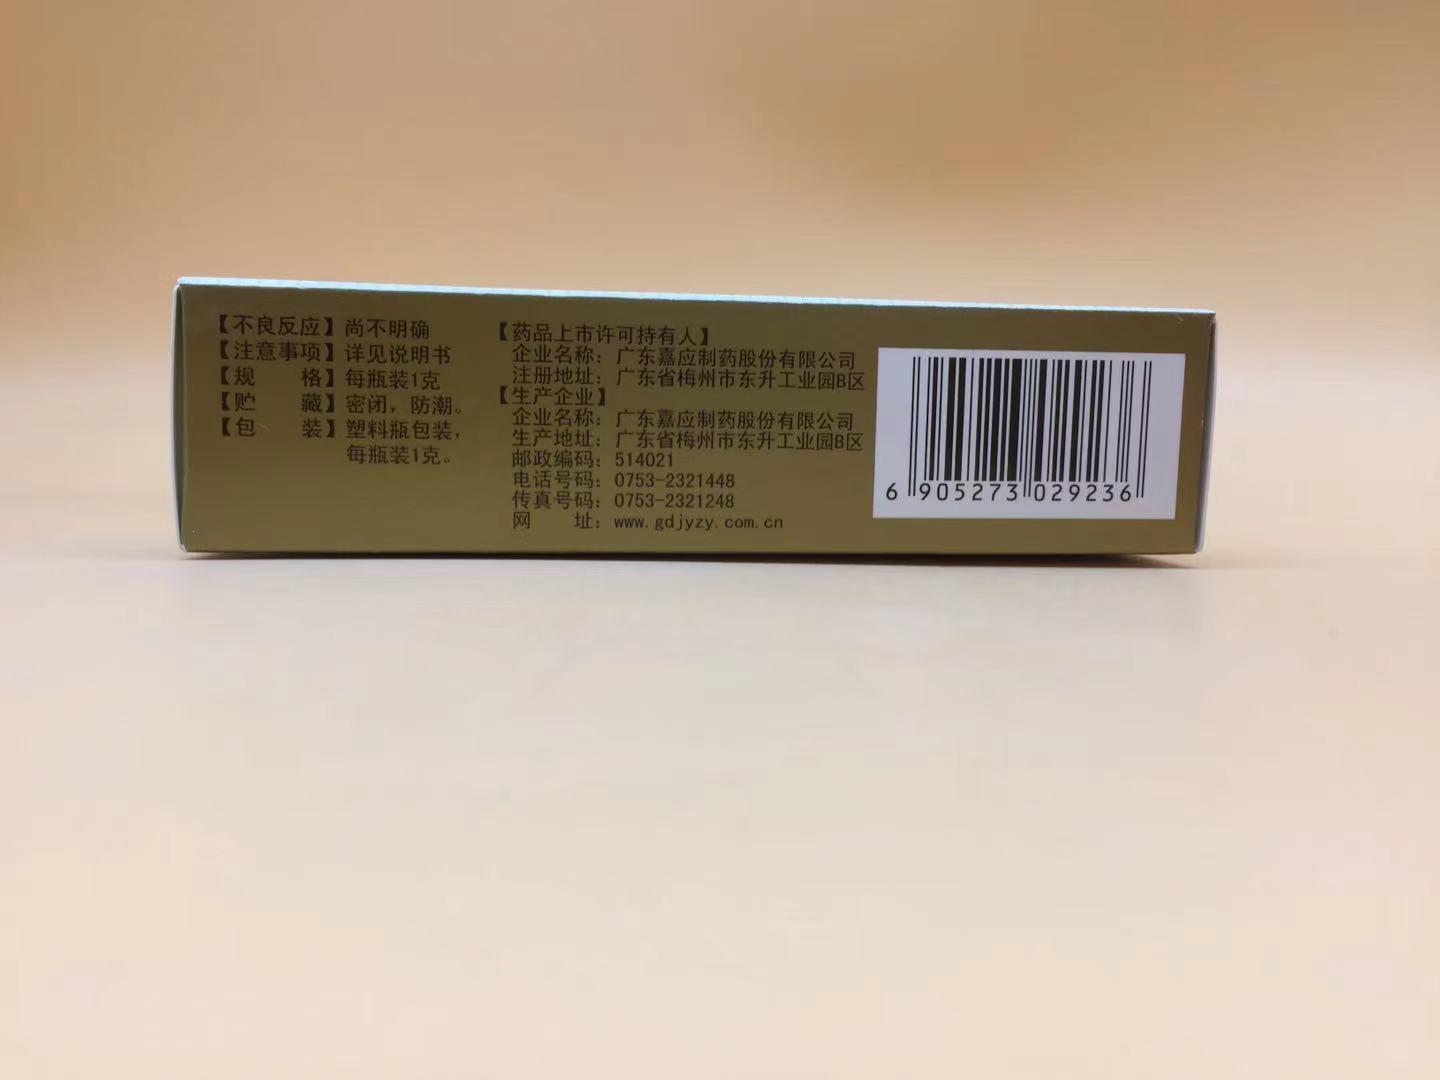 【不良反应】尚不明确
【注意事项】详见说明书
【规　　格】每瓶装1克
【贮　　藏】密闭，防潮。
【包　　装】塑料瓶包装，
每瓶装1克。
【药品上市许可持有人】
企业名称：广东嘉应制药股份有限公司
注册地址：广东省梅州市东升工业园B区
【生产企业】
企业名称：广东嘉应制药股份有限公司
生产地址：广东省梅州市东升工业园B区
邮政编码：514021
电话号码：0753-2321448
传真号码：0753-2321248
网　　址：www.gdjyzy.com.cn
6 905273 029236